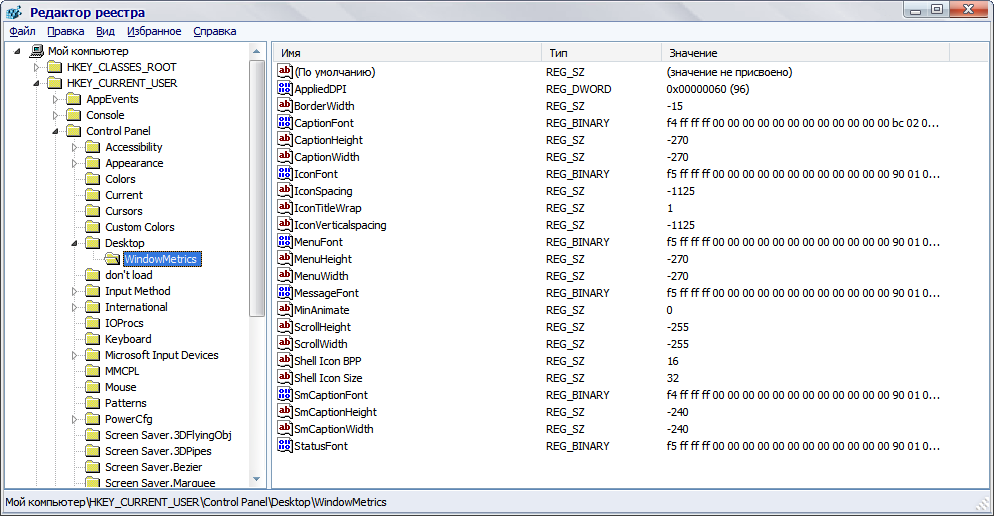 Редактор реестра
Файл Правка Вид Избранное Справка
Мой компьютер
HKEY_CLASSES_ROOT
HKEY_CURRENT_USER
AppEvents
Console
Control Panel
Accessibility
Appearance
Colors
Current
Cursors
Custom Colors
Desktop
WindowMetrics
don't load
Input Method
International
IOProcs
Keyboard
Microsoft Input Devices
MMCPL
Mouse
Patterns
PowerCfg
Screen Saver.3DFlyingObj
Screen Saver.3DPipes
Screen Saver.Bezier
Screen Saver.Marquee
Имя Тип Значение
(По умолчанию) REG_SZ (значение не присвоено)
AppliedDPI REG_DWORD 0x00000060 (96)
BorderWidth REG_SZ -15
CaptionFont REG_BINARY f4 ff ff ff 00 00 00 00 00 00 00 00 00 00 00 00 bc 02 0...
CaptionHeight REG_SZ -270
CaptionWidth REG_SZ -270
IconFont REG_BINARY f5 ff ff ff 00 00 00 00 00 00 00 00 00 00 00 00 90 01 0...
IconSpacing REG_SZ -1125
IconTitleWrap REG_SZ 1
IconVerticalspacing REG_SZ -1125
MenuFont REG_BINARY f5 ff ff ff 00 00 00 00 00 00 00 00 00 00 00 00 90 01 0...
MenuHeight REG_SZ -270
MenuWidth REG_SZ -270
MessageFont REG_BINARY f5 ff ff ff 00 00 00 00 00 00 00 00 00 00 00 00 90 01 0...
MinAnimate REG_SZ 0
ScrollHeight REG_SZ -255
ScrollWidth REG_SZ -255
Shell Icon BPP REG_SZ 16
Shell Icon Size REG_SZ 32
SmCaptionFont REG_BINARY f4 ff ff ff 00 00 00 00 00 00 00 00 00 00 00 00 90 01 0...
SmCaptionHeight REG_SZ -240
SmCaptionWidth REG_SZ -240
StatusFont REG_BINARY f5 ff ff ff 00 00 00 00 00 00 00 00 00 00 00 00 90 01 0...
Мой компьютер\HKEY_CURRENT_USER\Control Panel\Desktop\WindowMetrics